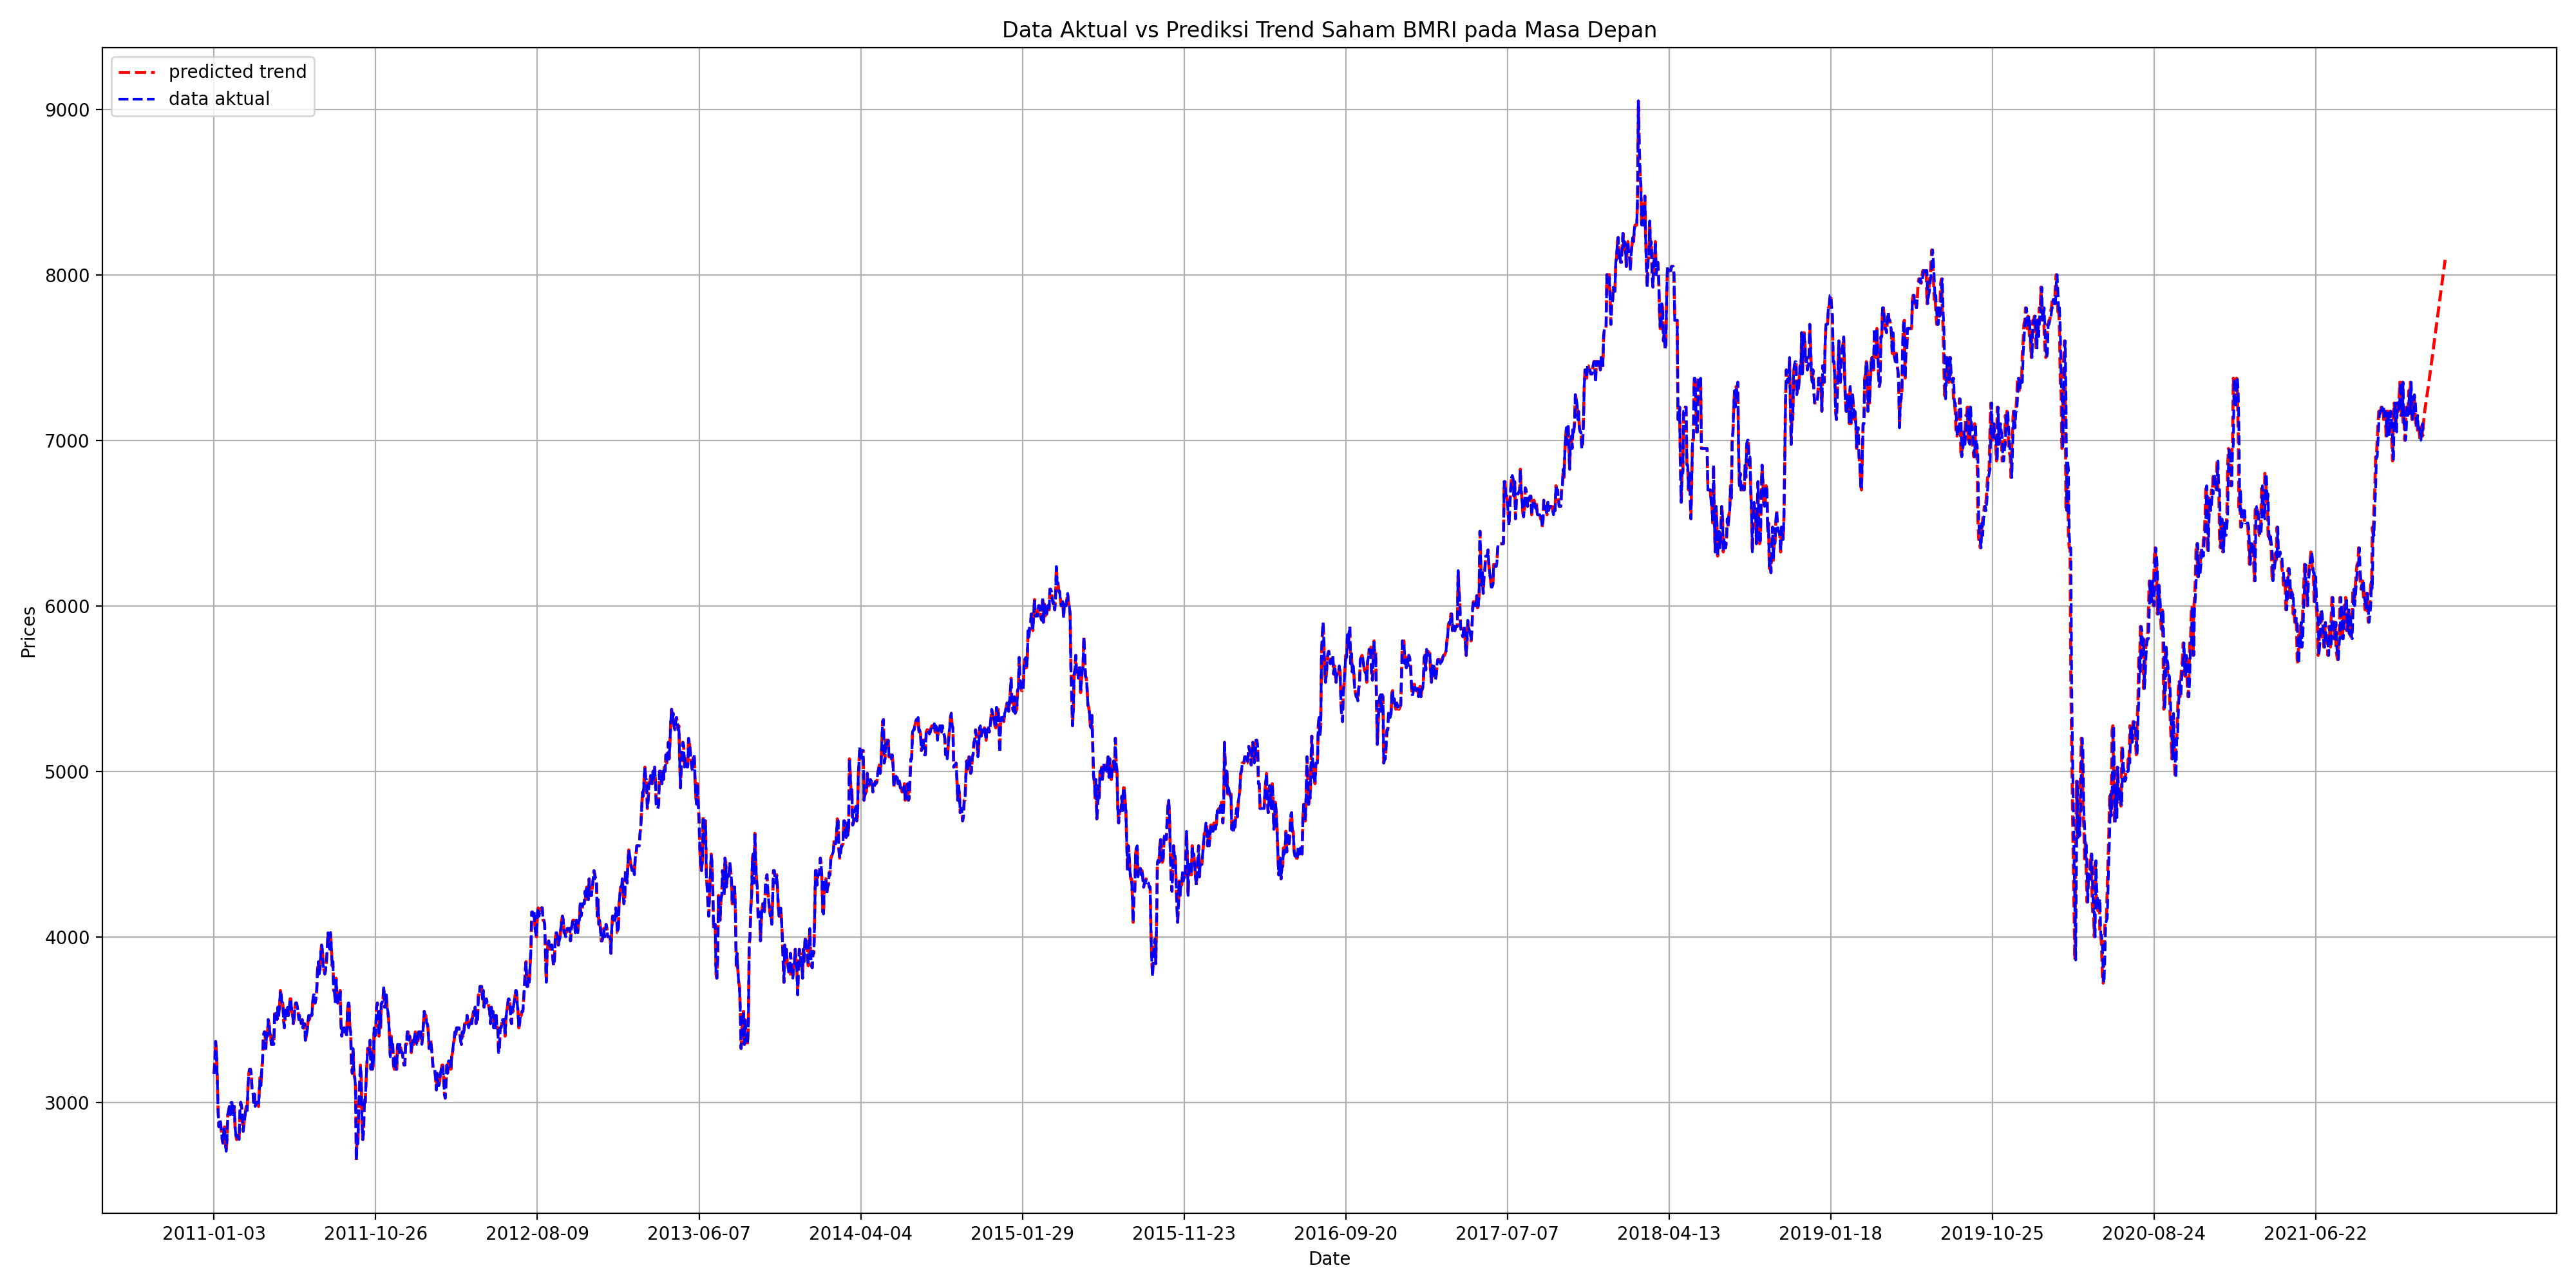 Data Aktual vs Prediksi Trend Saham BMRI pada Masa Depan
predicted trend
data aktual
9000
8000
7000
6000
5000
4000
3000
Prices
2011-01-03 2011-10-26 2012-08-09 2013-06-07 2014-04-04 2015-01-29 2015-11-23 2016-09-20 2017-07-07 2018-04-13 2019-01-18 2019-10-25 2020-08-24 2021-06-22
Date